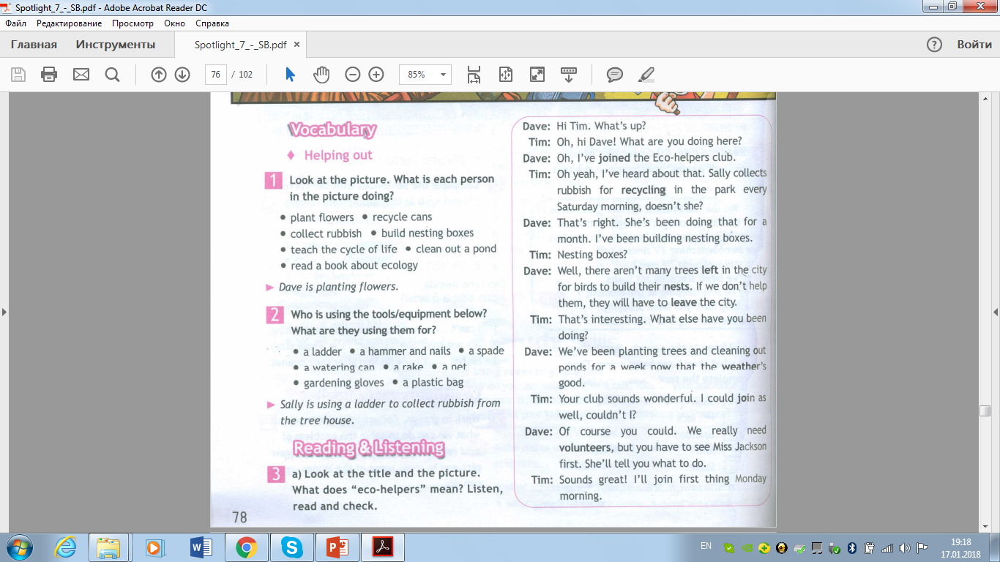 Spotlight_7_-_SB.pdf - Adobe Acrobat Reader DC
Файл Редактирование Просмотр Окно Справка
Главная Инструменты Spotlight_7_-_SB.pdf × ? Войти
76 / 102 85%
Vocabulary
♦ Helping out
1 Look at the picture. What is each person
in the picture doing?
• plant flowers • recycle cans
• collect rubbish • build nesting boxes
• teach the cycle of life • clean out a pond
• read a book about ecology
► Dave is planting flowers.
2 Who is using the tools/equipment below?
What are they using them for?
• a ladder • a hammer and nails • a spade
• a watering can • a rake • a net
• gardening gloves • a plastic bag
► Sally is using a ladder to collect rubbish from
the tree house.
Reading & Listening
3 a) Look at the title and the picture.
What does "eco-helpers" mean? Listen,
read and check.
78
Dave: Hi Tim. What's up?
Tim: Oh, hi Dave! What are you doing here?
Dave: Oh, I've joined the Eco-helpers club.
Tim: Oh yeah, I've heard about that. Sally collects
rubbish for recycling in the park every
Saturday morning, doesn't she?
Dave: That's right. She's been doing that for a
month. I've been building nesting boxes.
Tim: Nesting boxes?
Dave: Well, there aren't many trees left in the city
for birds to build their nests. If we don't help
them, they will have to leave the city.
Tim: That's interesting. What else have you been
doing?
Dave: We've been planting trees and cleaning out
ponds for a week now that the weather's
good.
Tim: Your club sounds wonderful. I could join as
well, couldn't I?
Dave: Of course you could. We really need
volunteers, but you have to see Miss Jackson
first. She'll tell you what to do.
Tim: Sounds great! I'll join first thing Monday
morning.
EN 19:18
17.01.2018